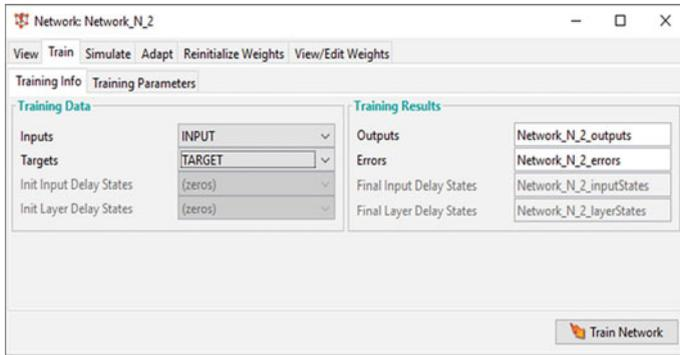 Network: Network_N_2
View Train Simulate Adapt Reinitialize Weights View/Edit Weights
Training Info Training Parameters
Training Data
Inputs INPUT
Targets TARGET
Init Input Delay States (zeros)
Init Layer Delay States (zeros)
Training Results
Outputs Network_N_2_outputs
Errors Network_N_2_errors
Final Input Delay States Network_N_2_inputStates
Final Layer Delay States Network_N_2_layerStates
Train Network